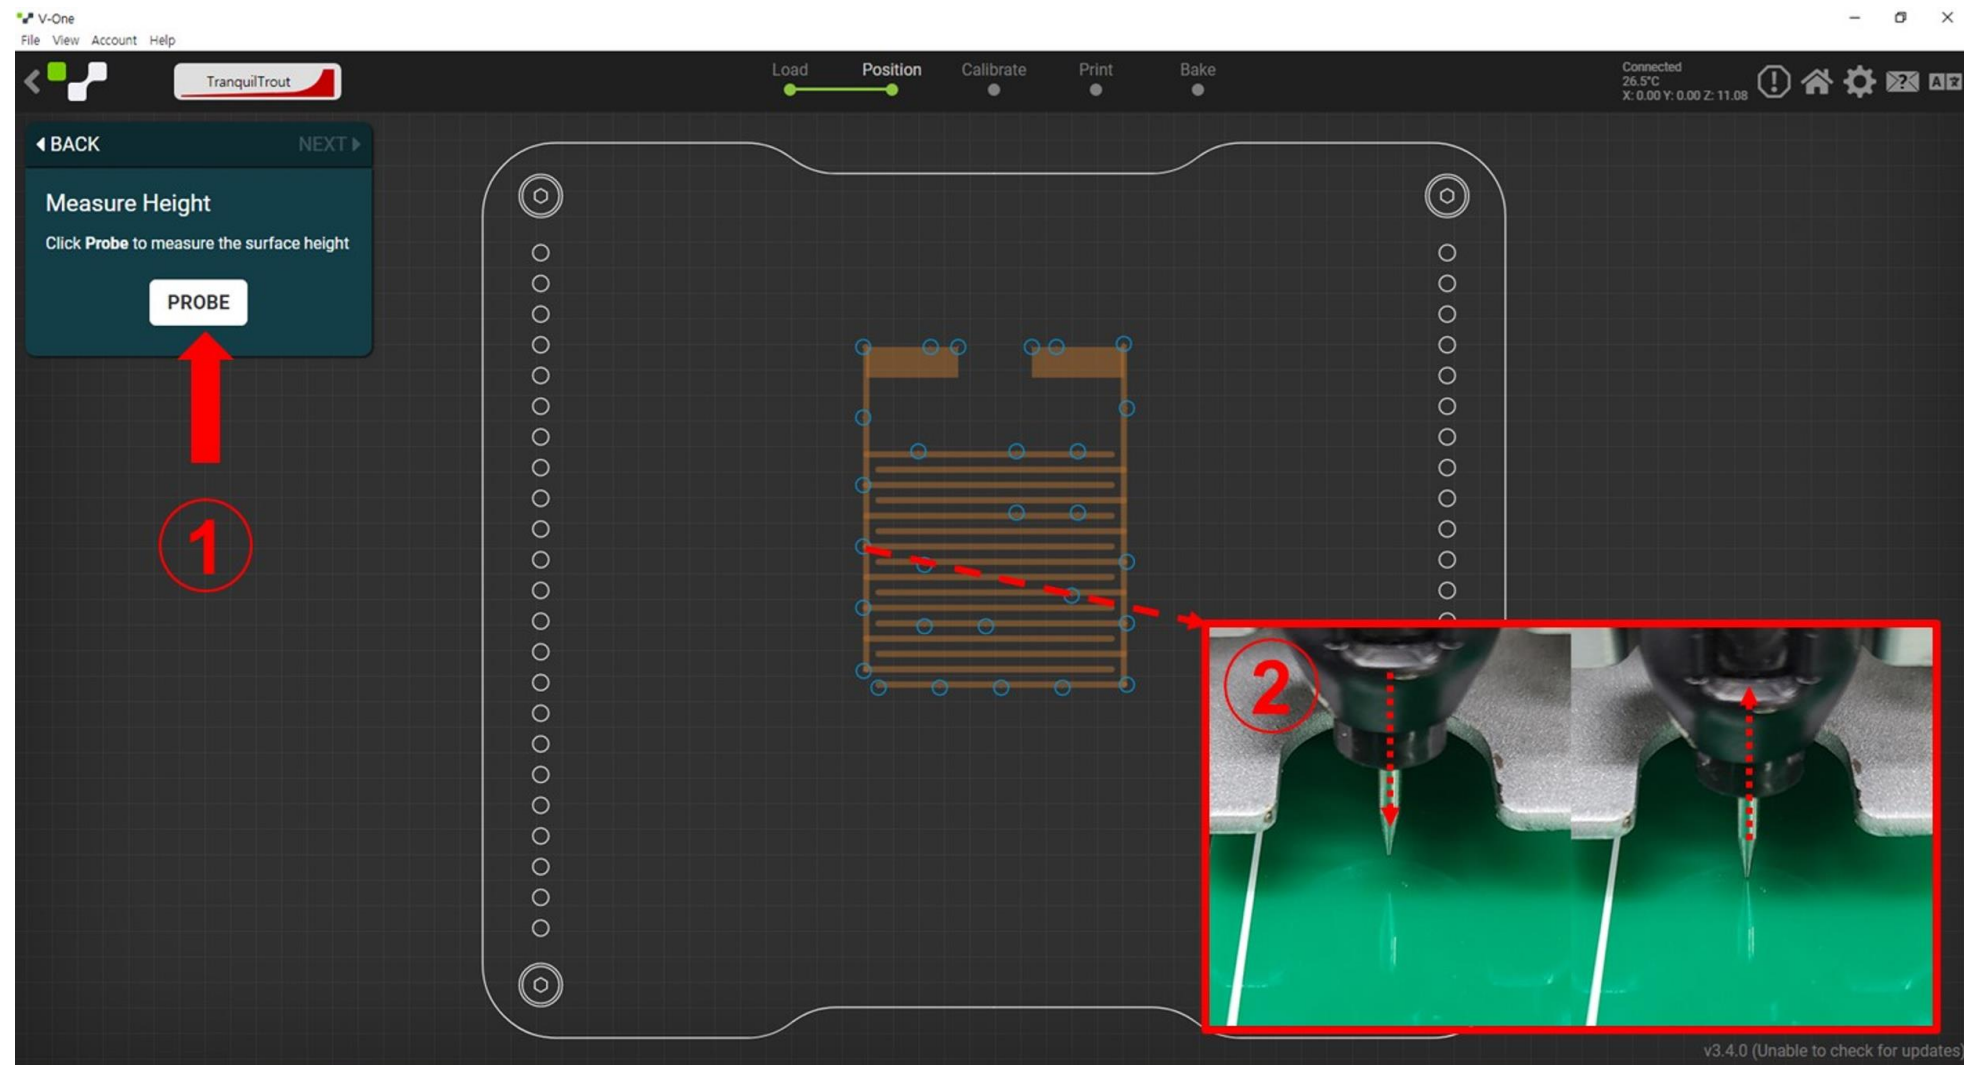 V-One
File View Account Help
TranquilTrout
Load Position Calibrate Print Bake
Connected
26.5°C
X: 0.00 Y: 0.00 Z: 11.08
BACK NEXT
Measure Height
Click Probe to measure the surface height
PROBE
1
2
v3.4.0 (Unable to check for updates)